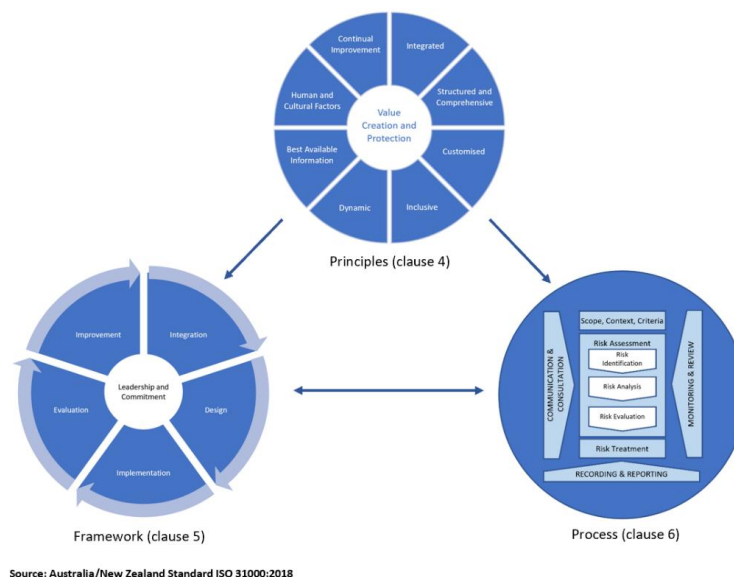 Continual
Improvement
Integrated
Human and
Cultural Factors
Structured and
Comprehensive
Value
Creation and
Protection
Best Available
Information
Customised
Dynamic
Inclusive
Principles (clause 4)
Improvement
Integration
Leadership and
Commitment
Evaluation
Design
Implementation
Framework (clause 5)
Scope, Context, Criteria
COMMUNICATION &
CONSULTATION
Risk Assessment
Risk
Identification
Risk Analysis
Risk Evaluation
MONITORING & REVIEW
Risk Treatment
RECORDING & REPORTING
Process (clause 6)
Source: Australia/New Zealand Standard ISO 31000:2018